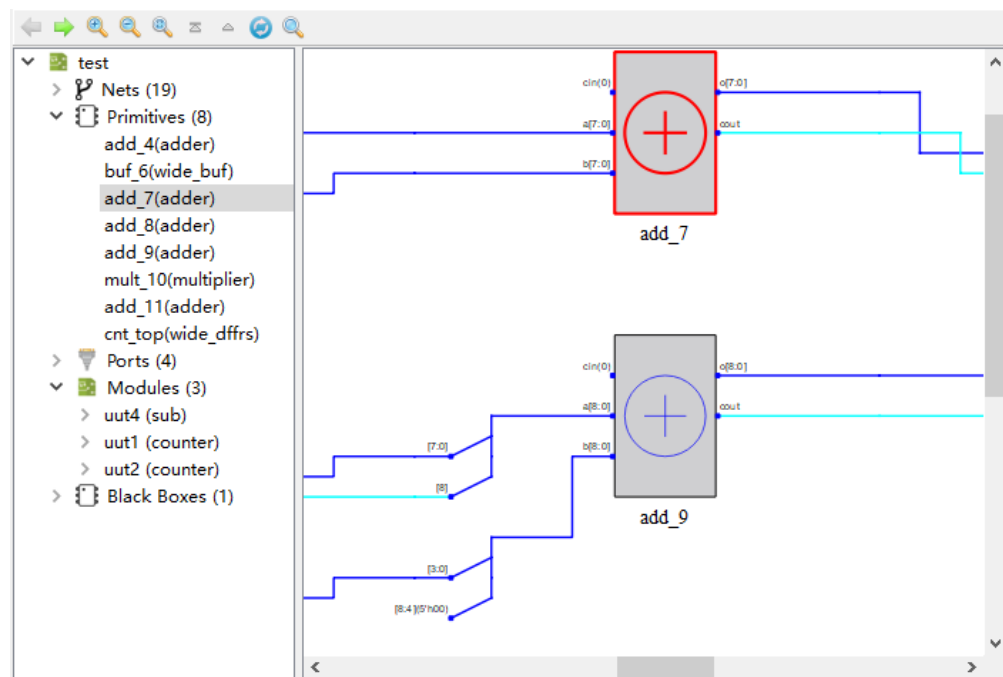 test
Nets (19)
Primitives (8)
add_4(adder)
buf_6(wide_buf)
add_7(adder)
add_8(adder)
add_9(adder)
mult_10(multiplier)
add_11(adder)
cnt_top(wide_dffrs)
Ports (4)
Modules (3)
uut4 (sub)
uut1 (counter)
uut2 (counter)
Black Boxes (1)
cin(0) o[7:0]
a[7:0] cout
b[7:0]
add_7
cin(0) o[8:0]
a[8:0] cout
[7:0] b[8:0]
[8]
add_9
[3:0]
[8:4](5'h00)